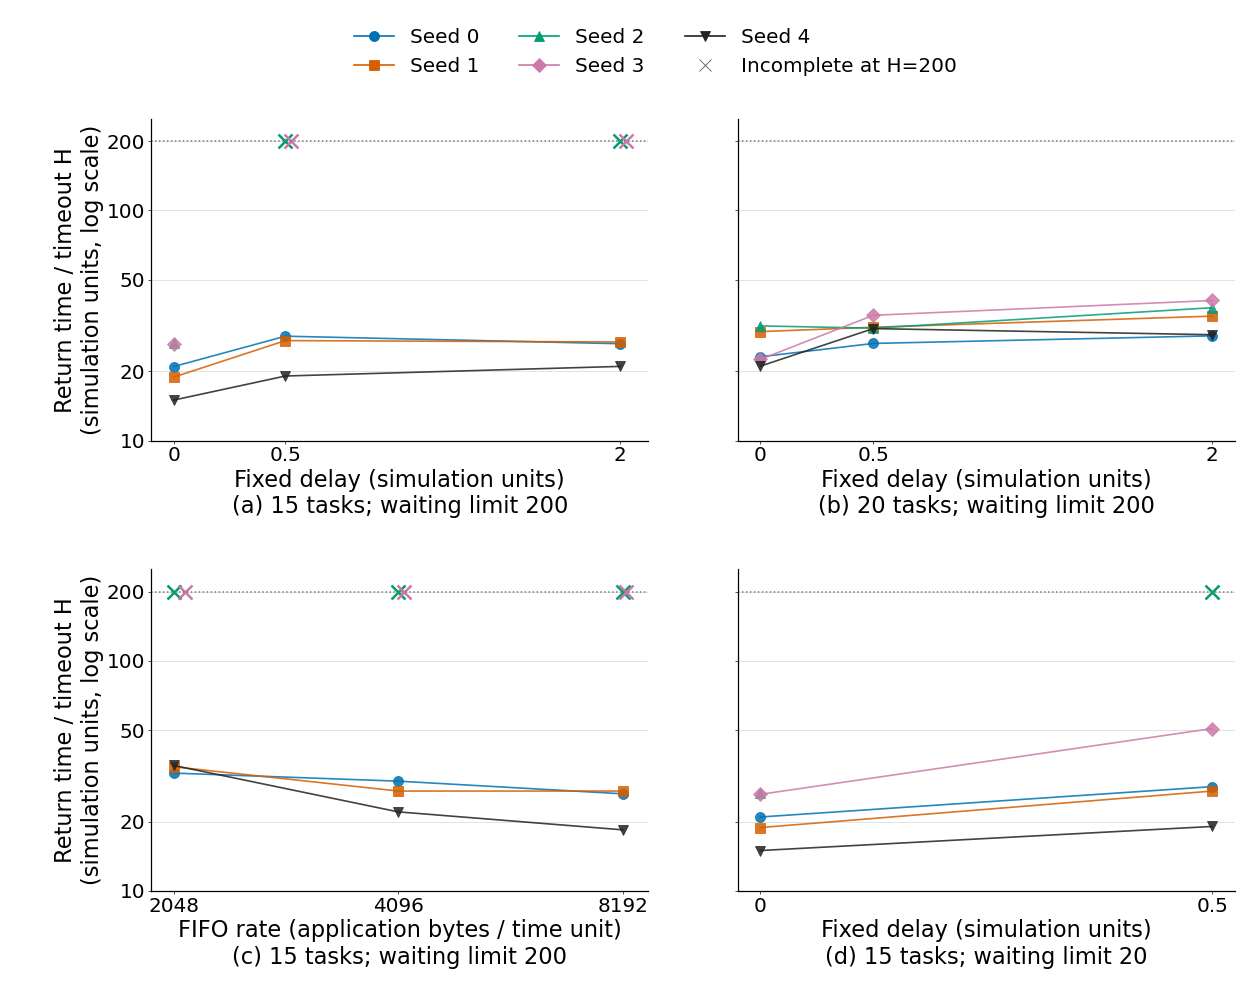 Seed 0 Seed 2 Seed 4
Seed 1 Seed 3 Incomplete at H=200
Return time / timeout H
(simulation units, log scale)
200
100
50
20
10
0 0.5 2
Fixed delay (simulation units)
(a) 15 tasks; waiting limit 200
0 0.5 2
Fixed delay (simulation units)
(b) 20 tasks; waiting limit 200
Return time / timeout H
(simulation units, log scale)
200
100
50
20
10
2048 4096 8192
FIFO rate (application bytes / time unit)
(c) 15 tasks; waiting limit 200
0 0.5
Fixed delay (simulation units)
(d) 15 tasks; waiting limit 20